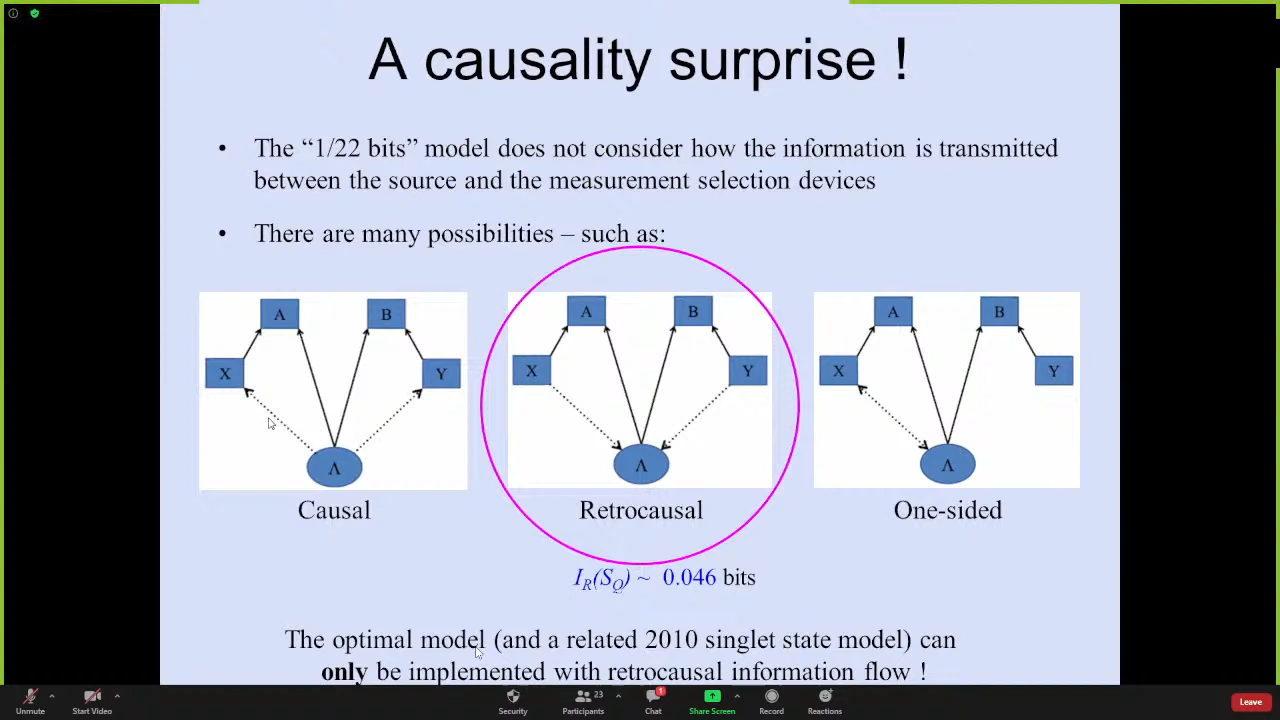 A causality surprise !
• The “1/22 bits” model does not consider how the information is transmitted
between the source and the measurement selection devices
• There are many possibilities – such as:
A B
X Y
Λ
Causal
A B
X Y
Λ
Retrocausal
A B
X Y
Λ
One-sided
I_R(S_Q) ~ 0.046 bits
The optimal model (and a related 2010 singlet state model) can
only be implemented with retrocausal information flow !
Unmute
Start Video
Security
Participants 23
Chat 1
Share Screen
Record
Reactions
Leave